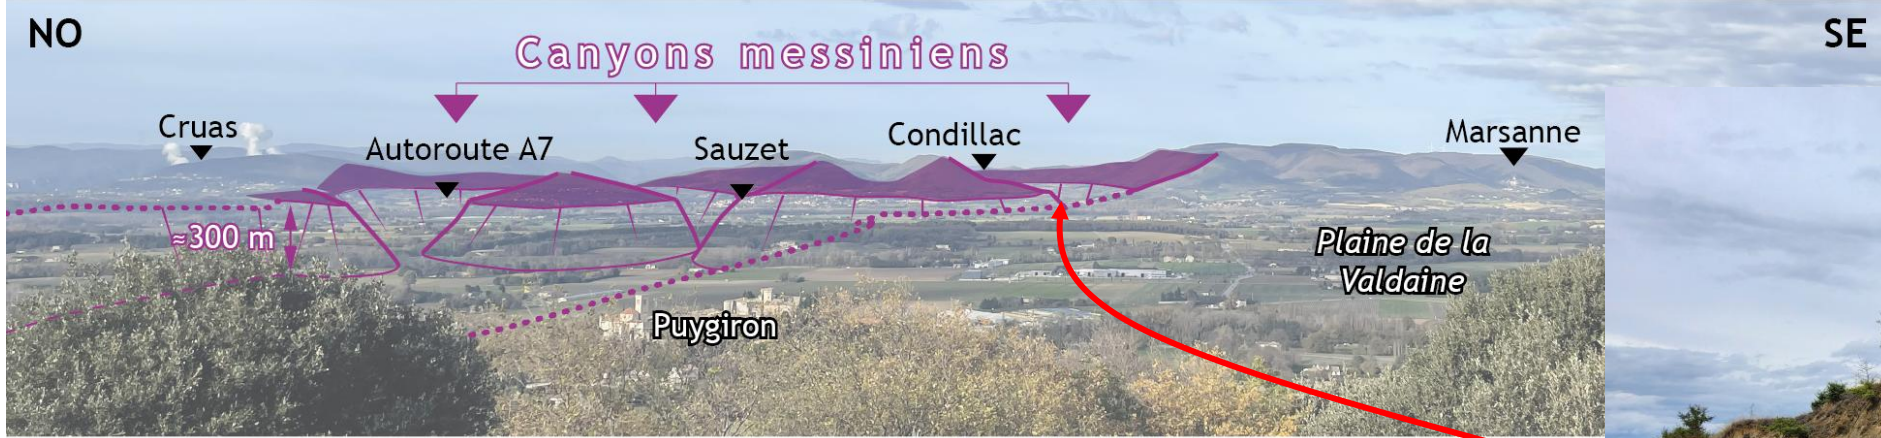 NO
SE
Canyons messiniens
Cruas
Autoroute A7
Sauzet
Condillac
Marsanne
≈300 m
Plaine de la
Valdaine
Puygiron